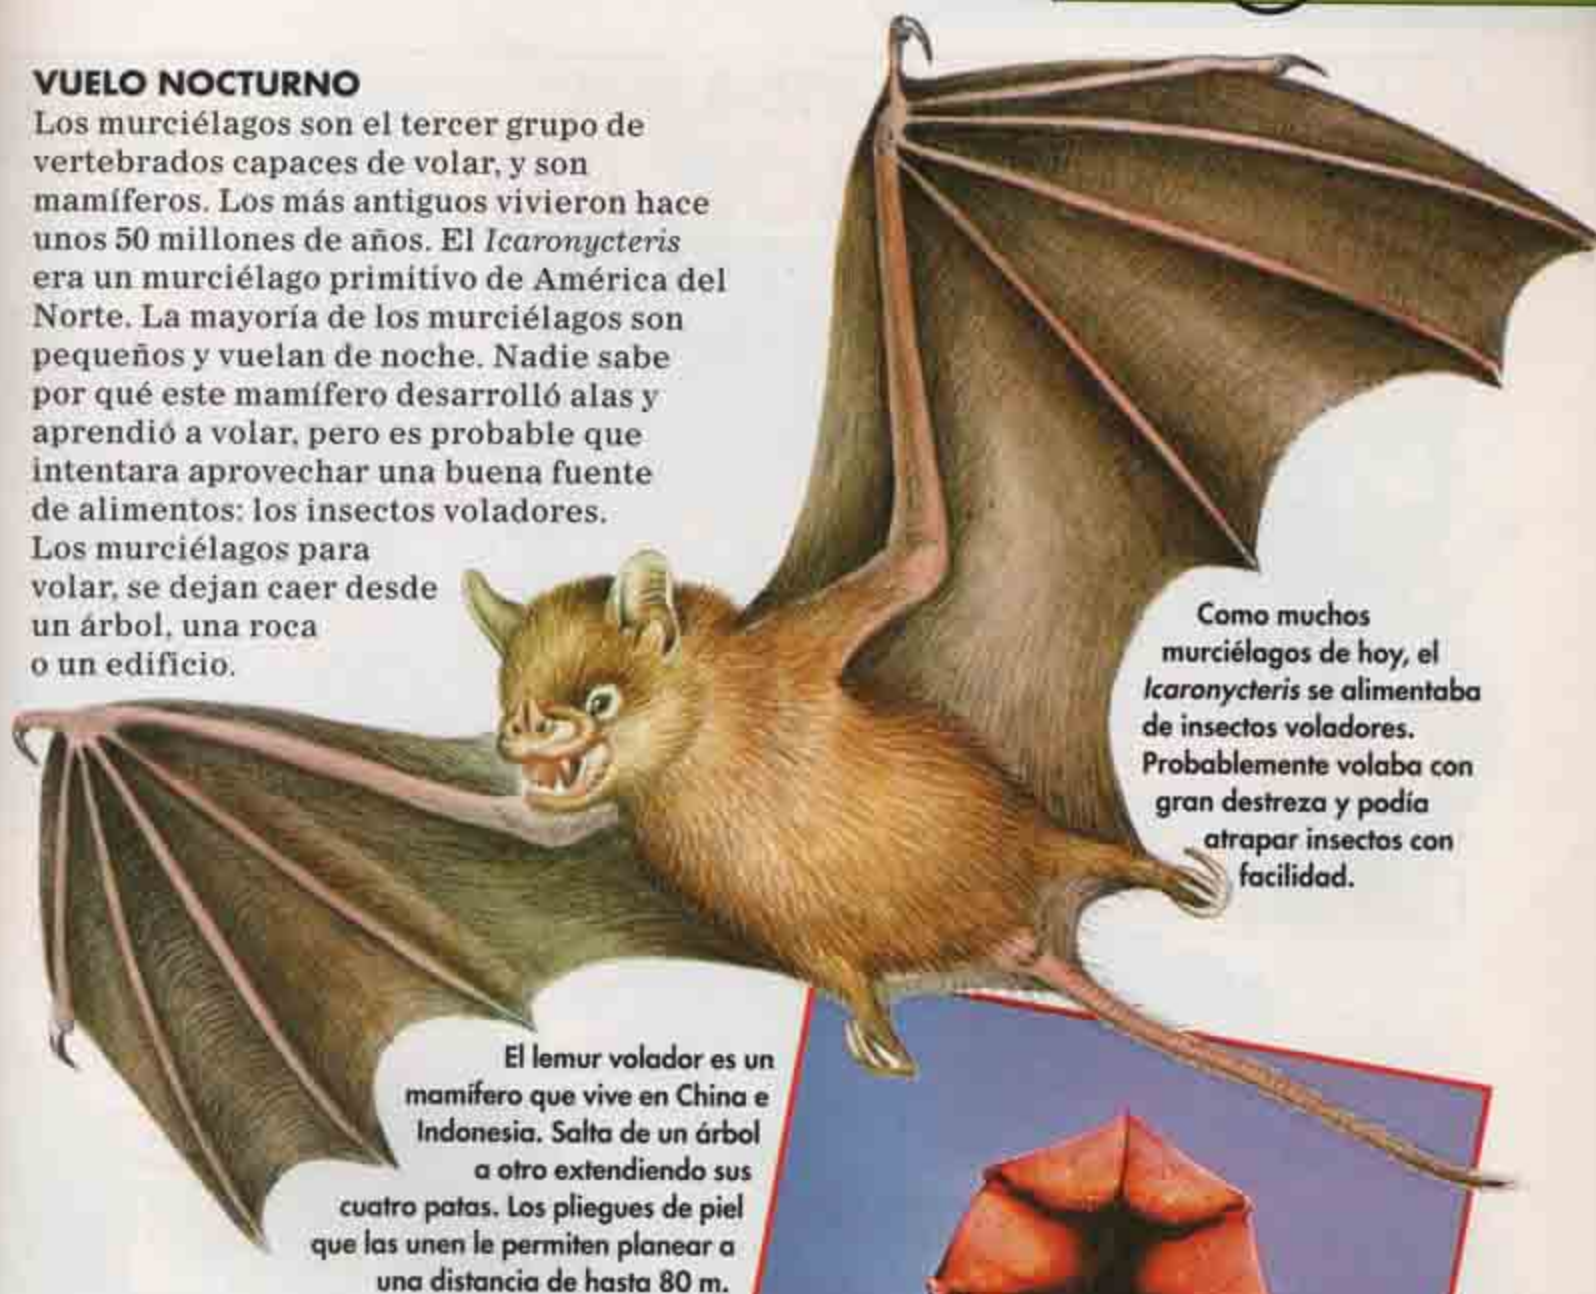 VUELO NOCTURNO
Los murciélagos son el tercer grupo de
vertebrados capaces de volar, y son
mamíferos. Los más antiguos vivieron hace
unos 50 millones de años. El Icaronycteris
era un murciélago primitivo de América del
Norte. La mayoría de los murciélagos son
pequeños y vuelan de noche. Nadie sabe
por qué este mamífero desarrolló alas y
aprendió a volar, pero es probable que
intentara aprovechar una buena fuente
de alimentos: los insectos voladores.
Los murciélagos para
volar, se dejan caer desde
un árbol, una roca
o un edificio.
Como muchos
murciélagos de hoy, el
Icaronycteris se alimentaba
de insectos voladores.
Probablemente volaba con
gran destreza y podía
atrapar insectos con
facilidad.
El lemur volador es un
mamífero que vive en China e
Indonesia. Salta de un árbol
a otro extendiendo sus
cuatro patas. Los pliegues de piel
que las unen le permiten planear a
una distancia de hasta 80 m.